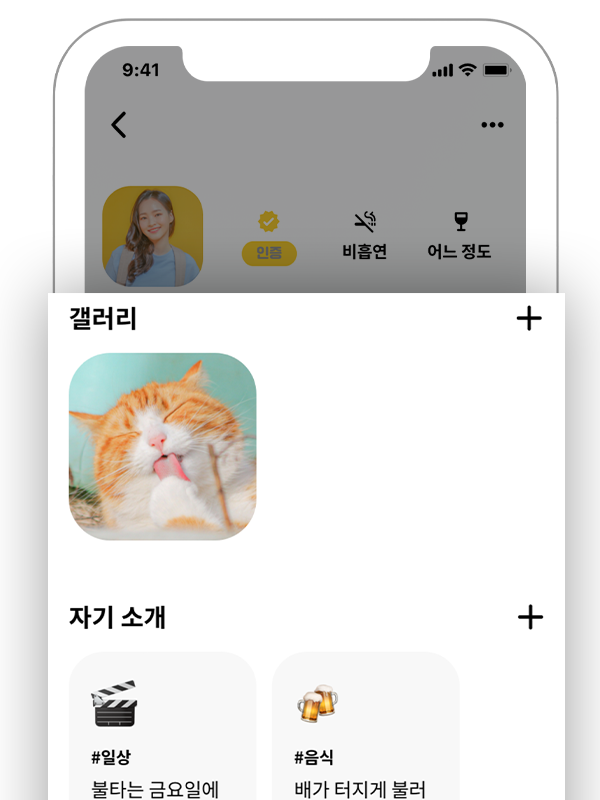 9:41
인증
비흡연
어느 정도
갤러리
자기 소개
#일상
#음식
불타는 금요일에
배가 터지게 불러